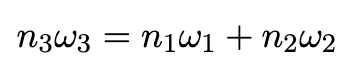 n₃ω₃ = n₁ω₁ + n₂ω₂